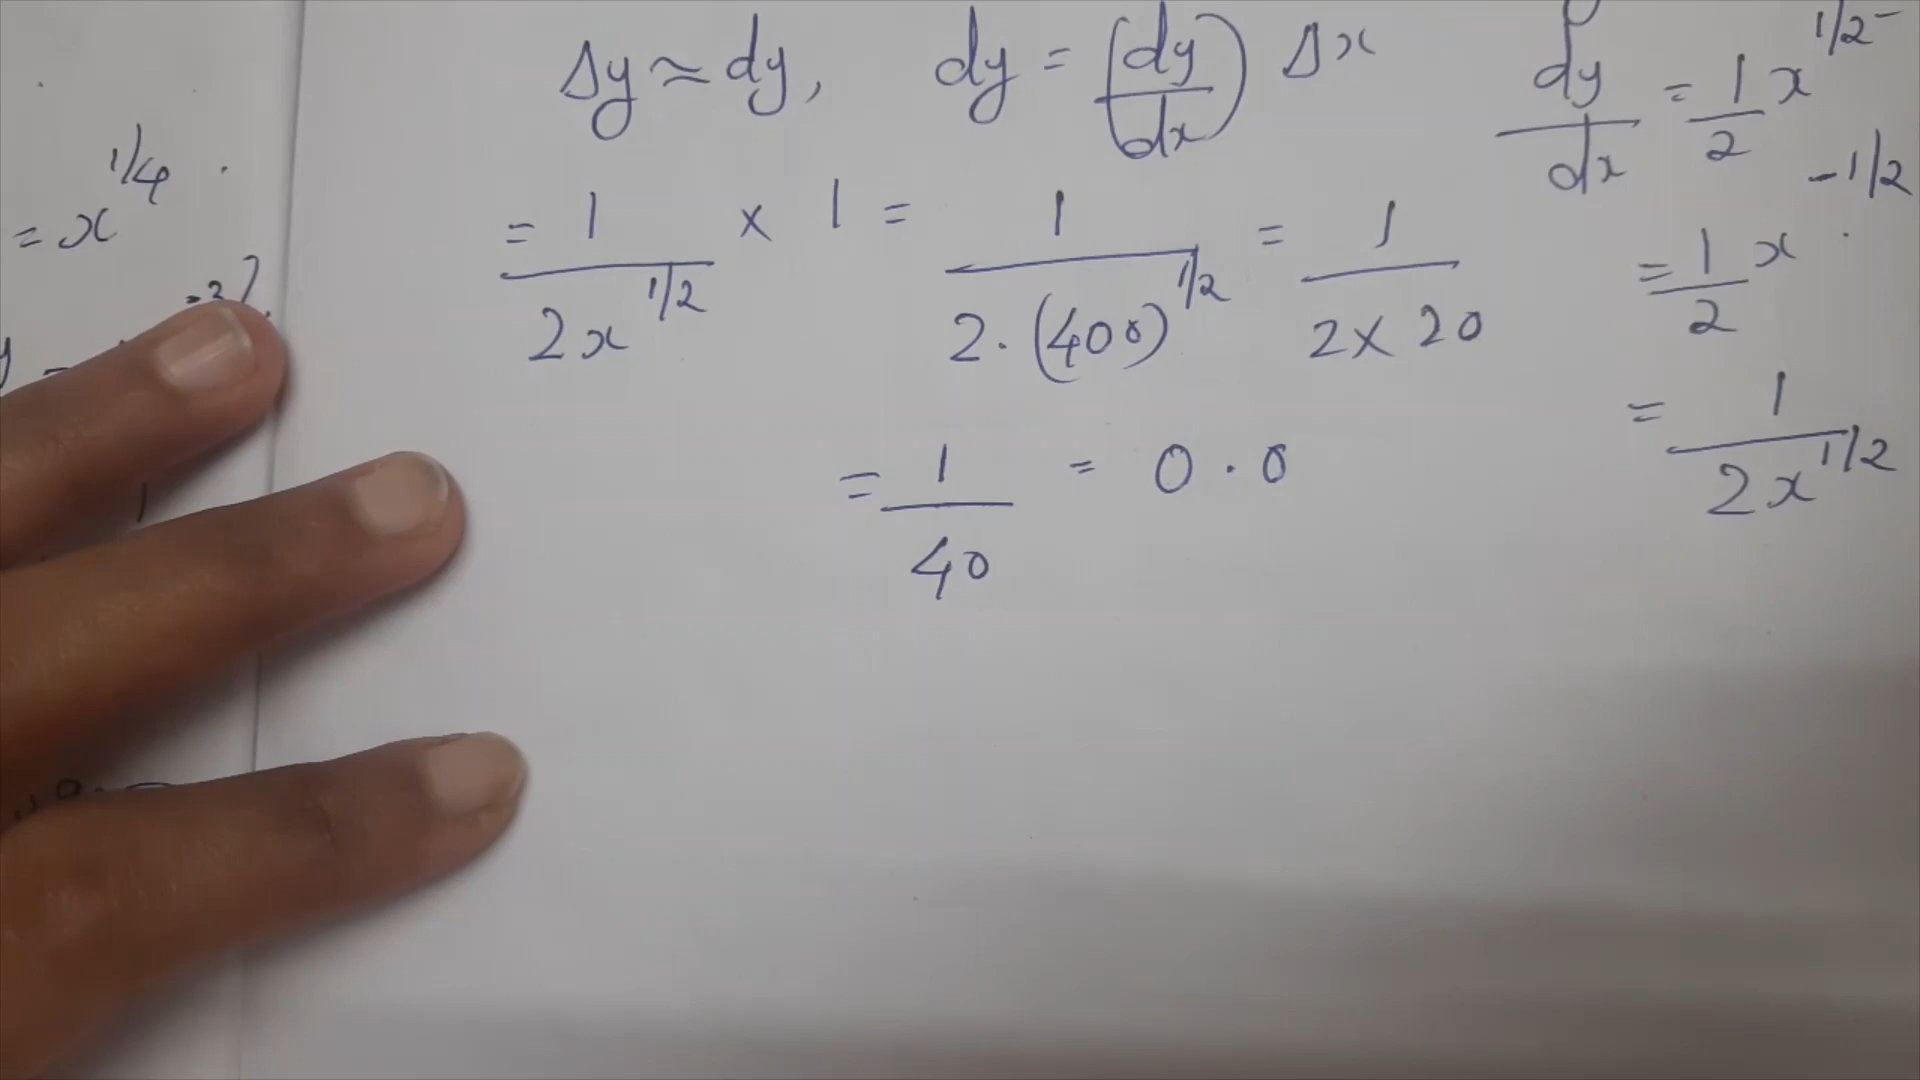 Δy ≈ dy, dy = (dy/dx) Δx
= 1/2x^1/2 × 1 = 1/2.(400)^1/2 = 1/2×20
= 1/40 = 0.0
dy/dx = 1/2 x^1/2-
= 1/2 x^-1/2
= 1/2x^1/2
= x^1/4